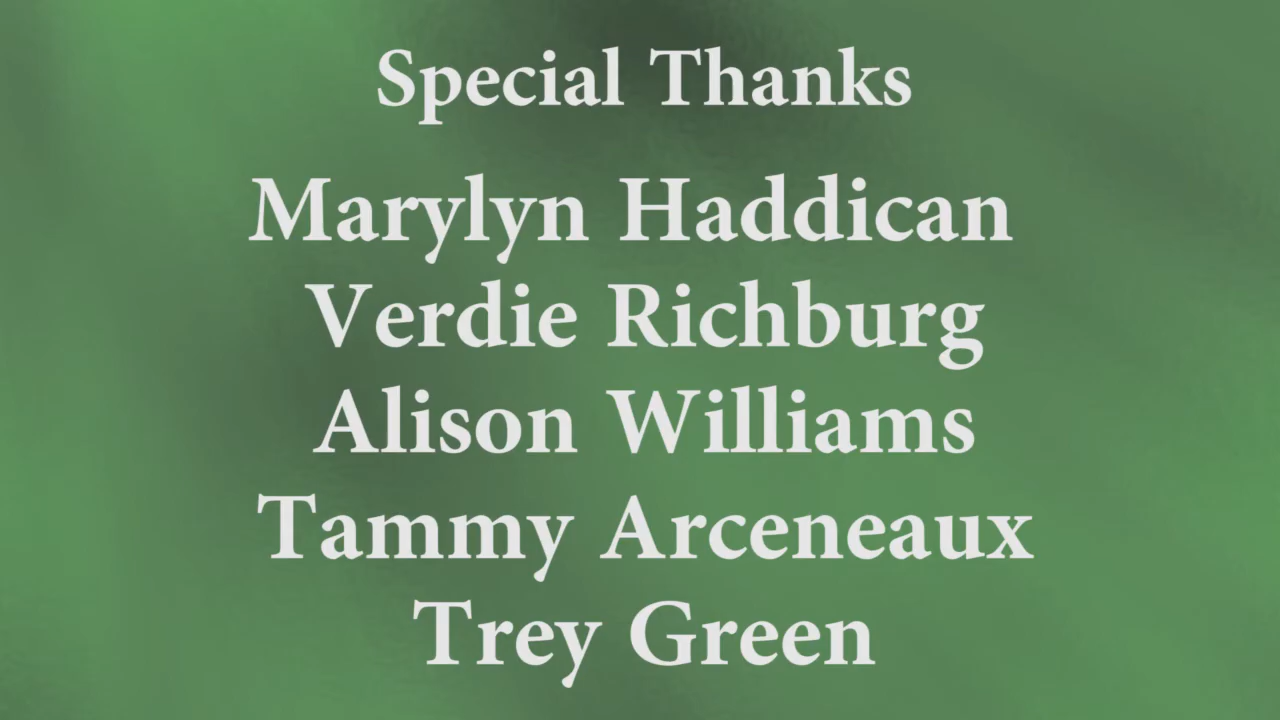 Special Thanks
Marylyn Haddican
Verdie Richburg
Alison Williams
Tammy Arceneaux
Trey Green